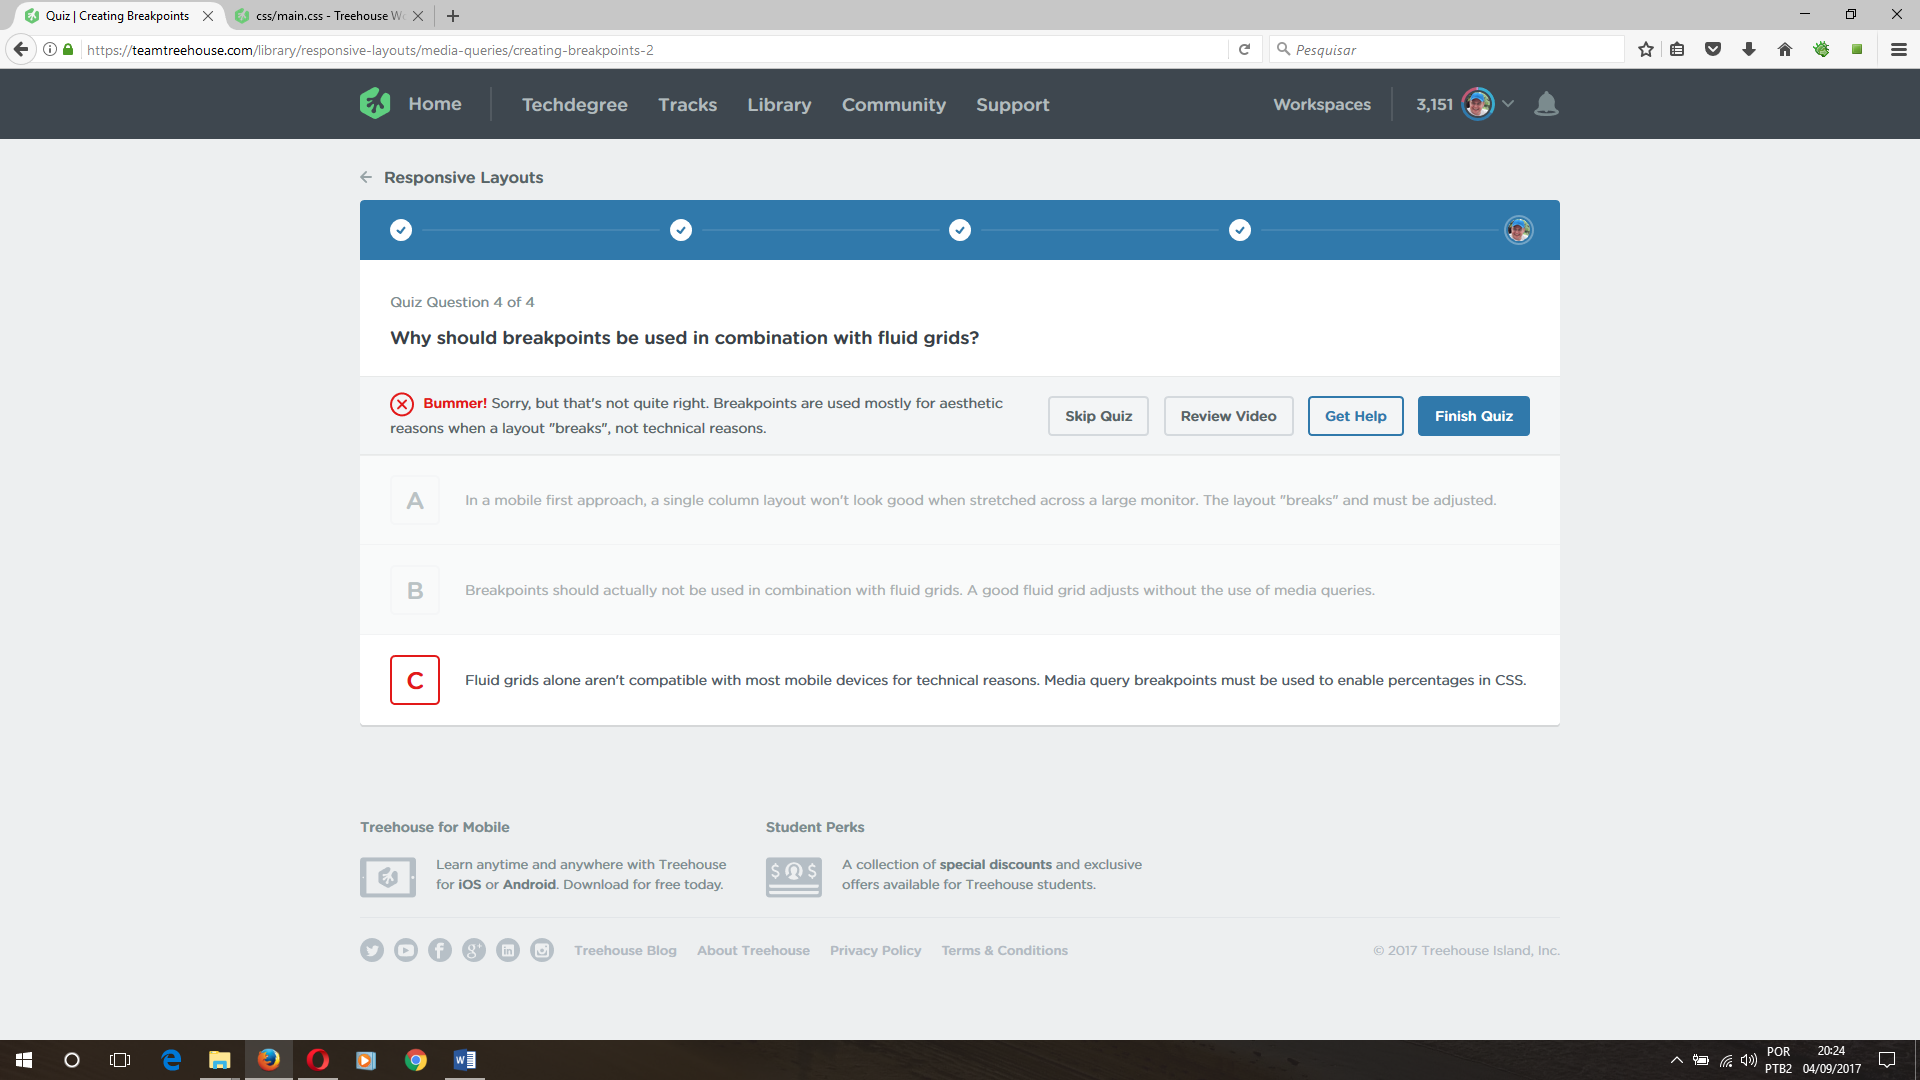 Quiz | Creating Breakpoints
css/main.css - Treehouse W
https://teamtreehouse.com/library/responsive-layouts/media-queries/creating-breakpoints-2
Pesquisar
Home Techdegree Tracks Library Community Support Workspaces 3,151
Responsive Layouts
Quiz Question 4 of 4
Why should breakpoints be used in combination with fluid grids?
Bummer! Sorry, but that's not quite right. Breakpoints are used mostly for aesthetic
reasons when a layout "breaks", not technical reasons.
Skip Quiz Review Video Get Help Finish Quiz
A In a mobile first approach, a single column layout won't look good when stretched across a large monitor. The layout "breaks" and must be adjusted.
B Breakpoints should actually not be used in combination with fluid grids. A good fluid grid adjusts without the use of media queries.
C Fluid grids alone aren't compatible with most mobile devices for technical reasons. Media query breakpoints must be used to enable percentages in CSS.
Treehouse for Mobile
Learn anytime and anywhere with Treehouse
for iOS or Android. Download for free today.
Student Perks
A collection of special discounts and exclusive
offers available for Treehouse students.
Treehouse Blog About Treehouse Privacy Policy Terms & Conditions © 2017 Treehouse Island, Inc.
POR 20:24
PTB2 04/09/2017